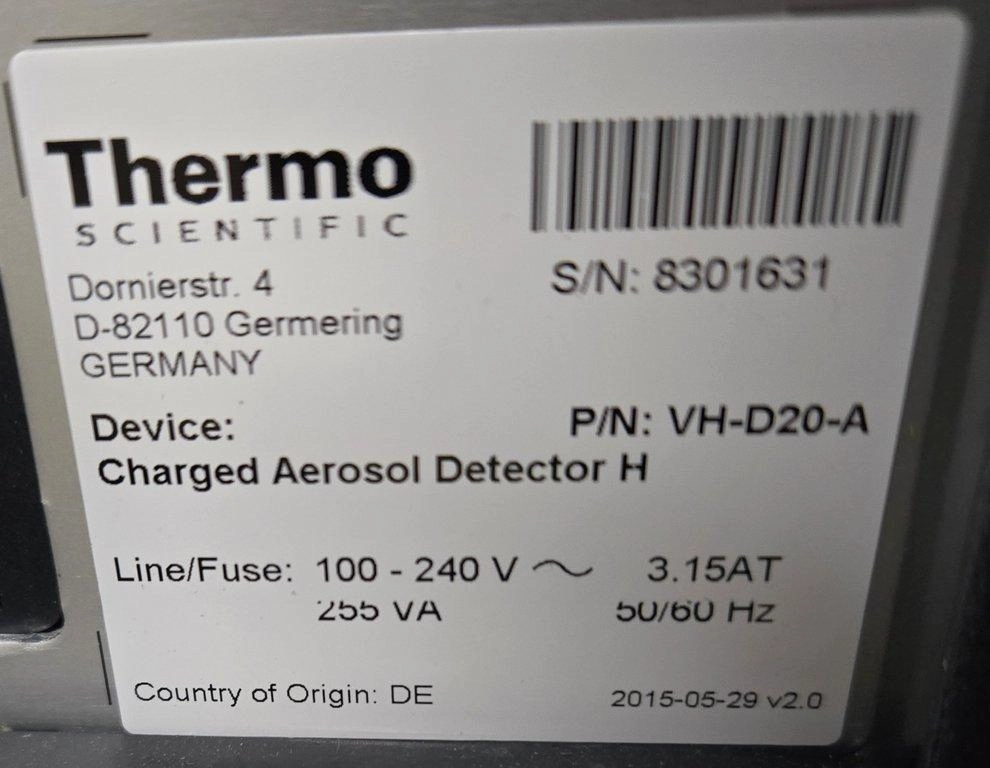 Thermo
SCIENTIFIC
Dornierstr. 4
D-82110 Germering
GERMANY
S/N: 8301631
Device:
P/N: VH-D20-A
Charged Aerosol Detector H
Line/Fuse: 100 - 240 V ～ 3.15AT
255 VA 50/60 Hz
Country of Origin: DE
2015-05-29 v2.0